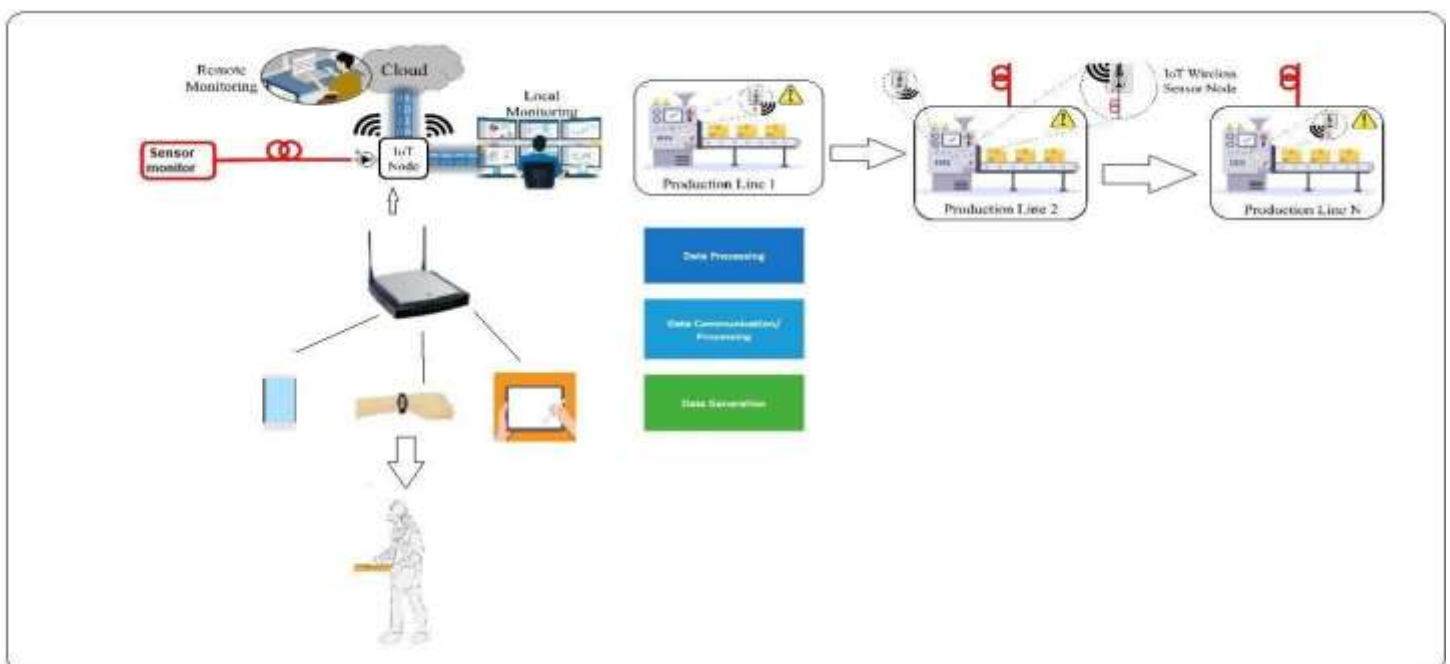 Remote
Monitoring
Cloud
Local
Monitoring
Sensor
monitor
IoT
Node
Production Line 1
IoT Wireless
Sensor Node
Production Line 2
Production Line N
Data Processing
Data Communication/
Processing
Data Generation